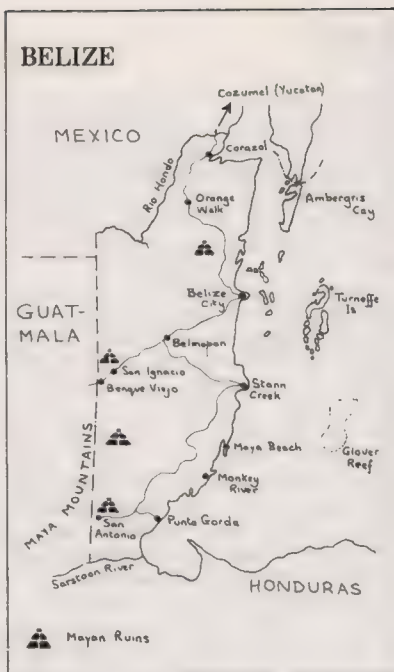 BELIZE
Cozumel (Yucatan)
MEXICO
Corozal
Rio Hondo
Orange
Walk
Ambergris
Cay
Belize
City
Turneffe
Is
GUAT-
MALA
Belmopan
San Ignacio
Benque Viejo
Stann
Creek
Maya Beach
Glover
Reef
Monkey
River
MAYA MOUNTAINS
San
Antonio
Punta Gorda
Sarstoon River
HONDURAS
Mayan Ruins